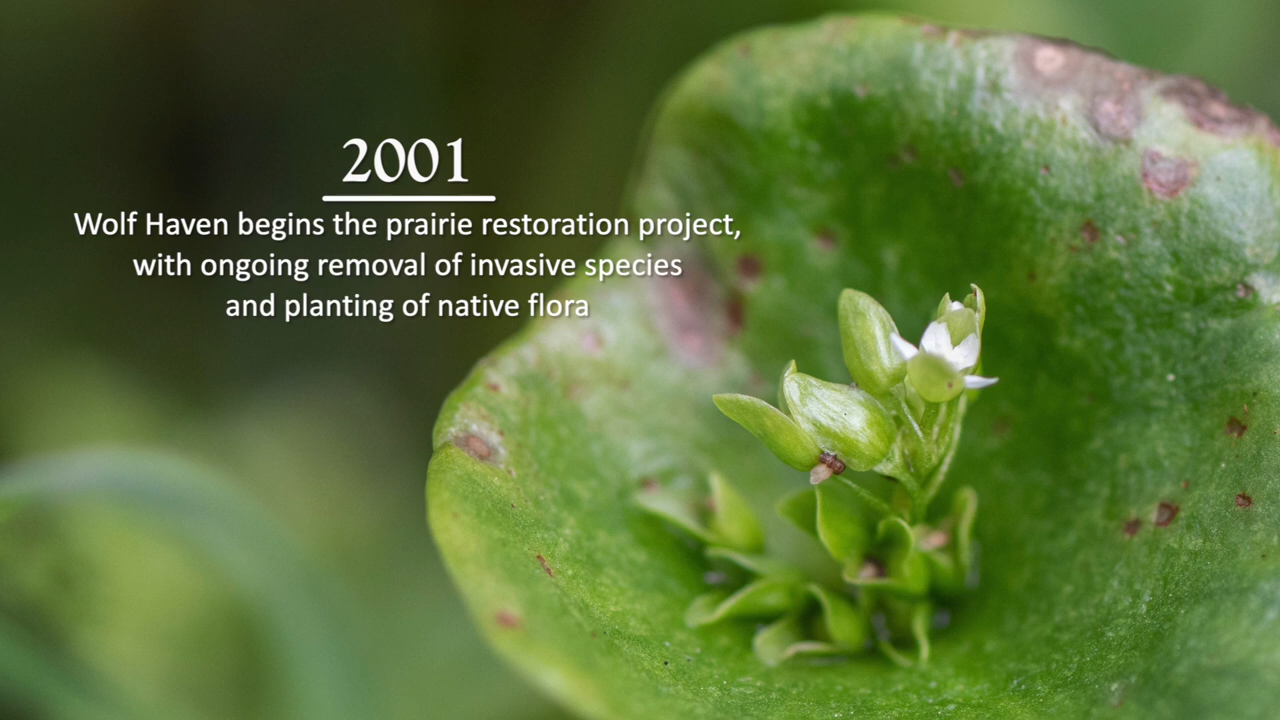 2001
Wolf Haven begins the prairie restoration project,
with ongoing removal of invasive species
and planting of native flora